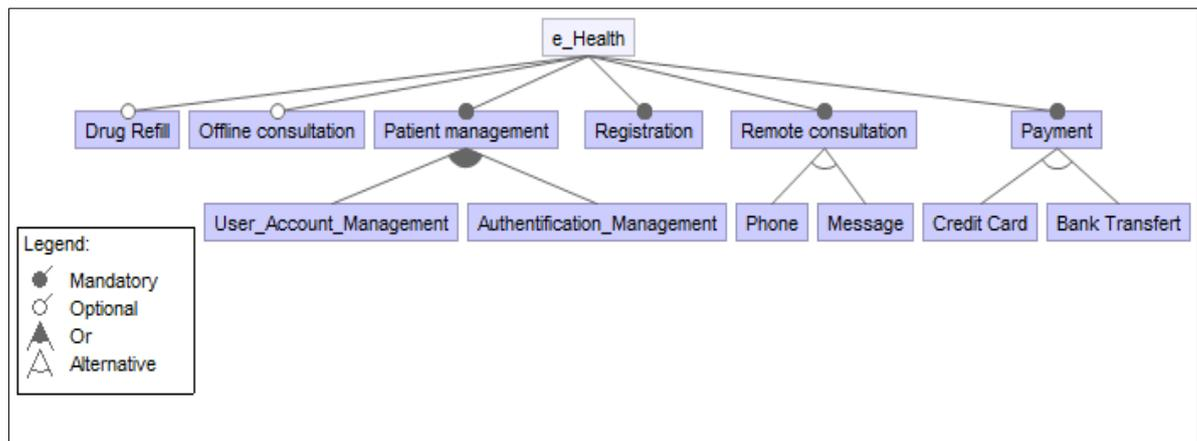 e_Health
Drug Refill
Offline consultation
Patient management
Registration
Remote consultation
Payment
User_Account_Management
Authentification_Management
Phone
Message
Credit Card
Bank Transfert
Legend:
Mandatory
Optional
Or
Alternative